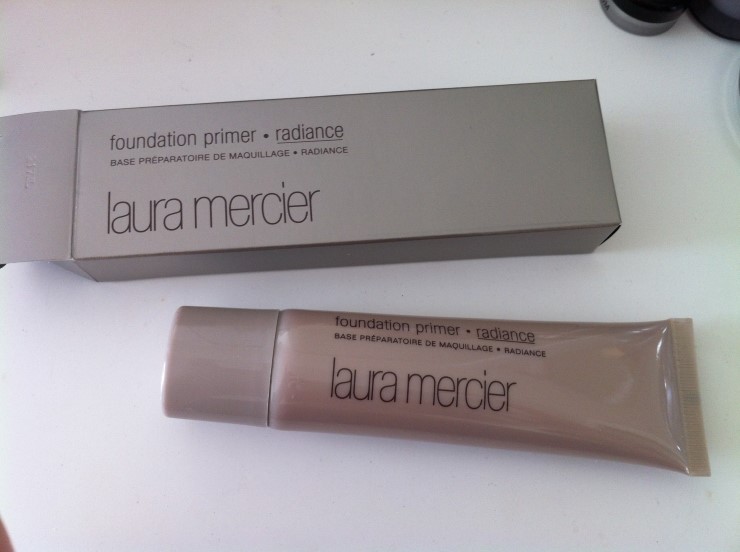 foundation primer • radiance
BASE PRÉPARATOIRE DE MAQUILLAGE • RADIANCE
laura mercier
foundation primer • radiance
BASE PRÉPARATOIRE DE MAQUILLAGE • RADIANCE
laura mercier